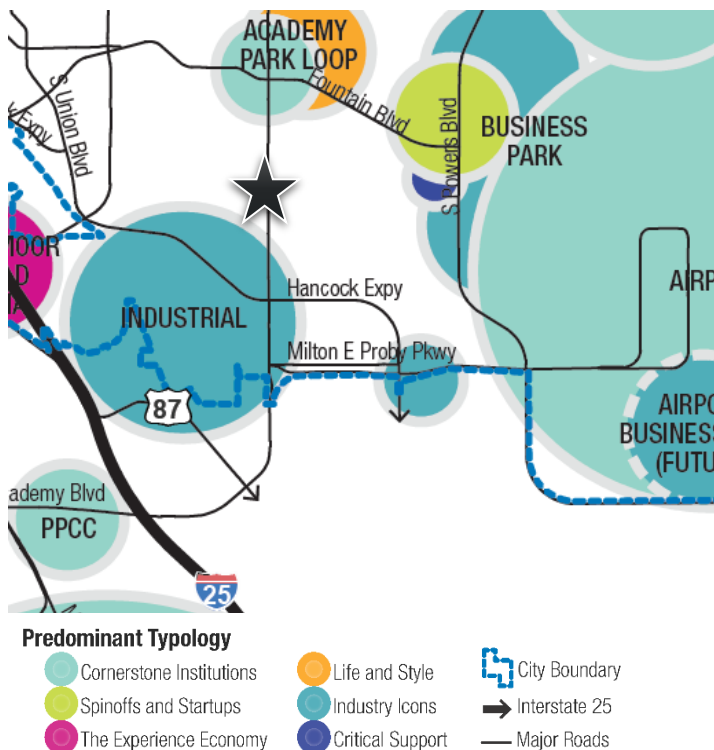 ACADEMY
PARK LOOP
Fountain Blvd
S Union Blvd
y Expy
S Powers Blvd
BUSINESS
PARK
MOOR
D
INDUSTRIAL
Hancock Expy
Milton E Proby Pkwy
AIRP
87
AIRPO
BUSINESS
(FUTU
ademy Blvd
PPCC
25
Predominant Typology
Cornerstone Institutions
Life and Style
City Boundary
Spinoffs and Startups
Industry Icons
Interstate 25
The Experience Economy
Critical Support
Major Roads